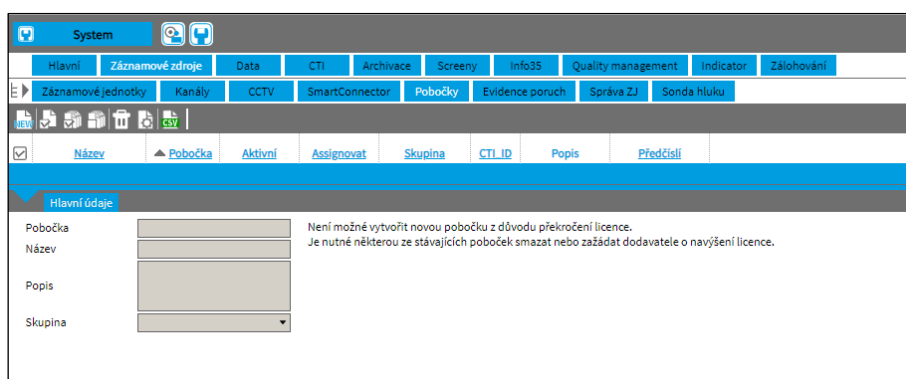 System
Hlavní Záznamové zdroje Data CTI Archivace Screeny Info35 Quality management Indicator Zálohování
Záznamové jednotky Kanály CCTV SmartConnector Pobočky Evidence poruch Správa ZJ Sonda hluku
NEW CSV
Název Pobočka Aktivní Assignovat Skupina CTI_ID Popis Předčíslí
Hlavní údaje
Pobočka
Název
Popis
Skupina
Není možné vytvořit novou pobočku z důvodu překročení licence.
Je nutné některou ze stávajících poboček smazat nebo zažádat dodavatele o navýšení licence.